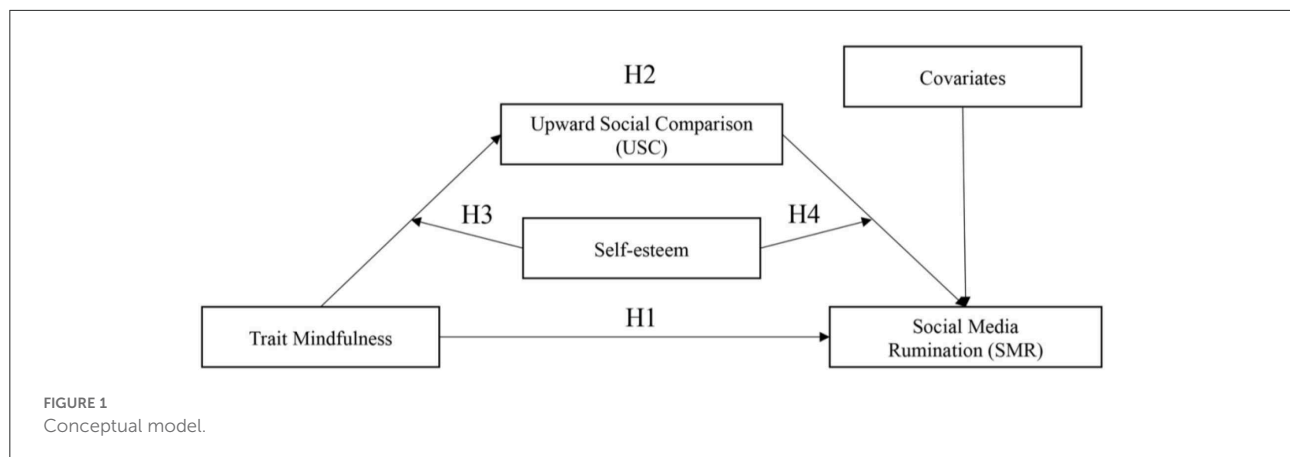 H2
Covariates
Upward Social Comparison
(USC)
H3
H4
Self-esteem
H1
Trait Mindfulness
Social Media
Rumination (SMR)
FIGURE 1
Conceptual model.